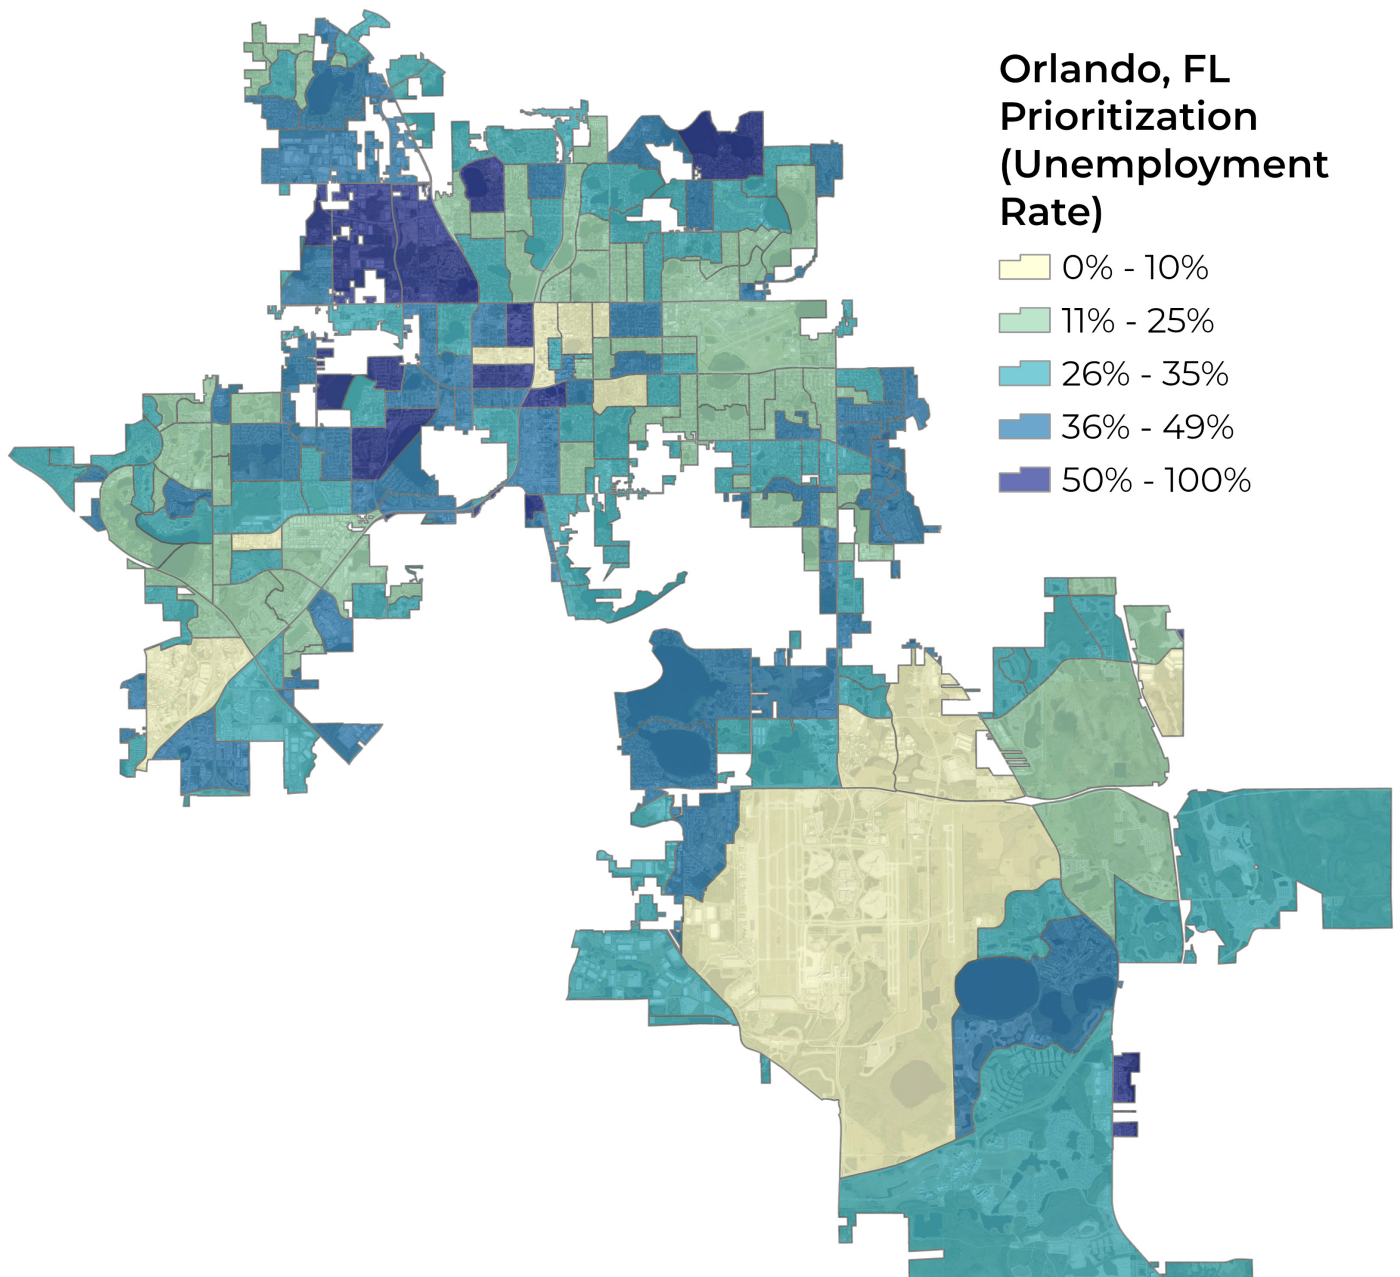 Orlando, FL
Prioritization
(Unemployment
Rate)
0% - 10%
11% - 25%
26% - 35%
36% - 49%
50% - 100%